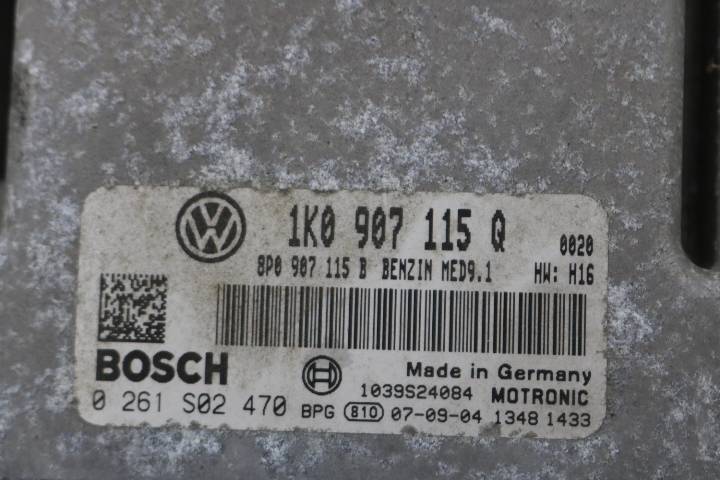 1K0 907 115 Q 0020
8P0 907 115 B BENZIN MED9.1 HW: H16
BOSCH Made in Germany
1039S24084 MOTRONIC
0 261 S02 470 BPG 810 07-09-04 1348 1433